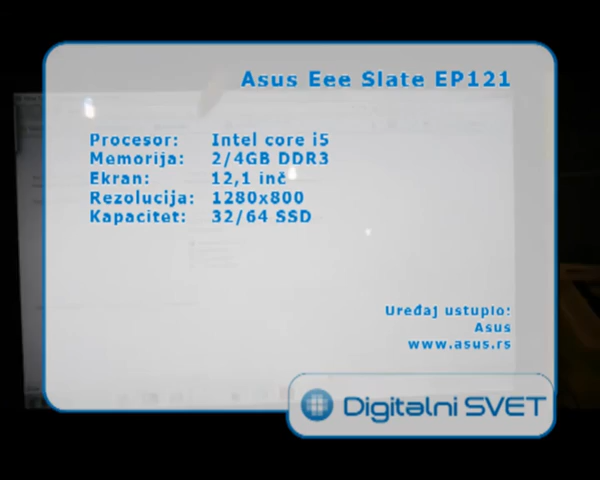 Asus Eee Slate EP121
Procesor: Intel core i5
Memorija: 2/4GB DDR3
Ekran: 12,1 inč
Rezolucija: 1280x800
Kapacitet: 32/64 SSD
Uređaj ustupio:
Asus
www.asus.rs
Digitalni SVET